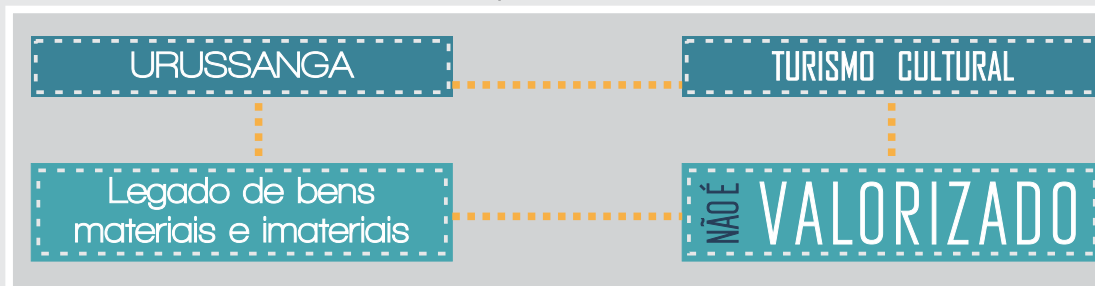 URUSSANGA
TURISMO CULTURAL
Legado de bens
materiais e imateriais
NÃO É
VALORIZADO